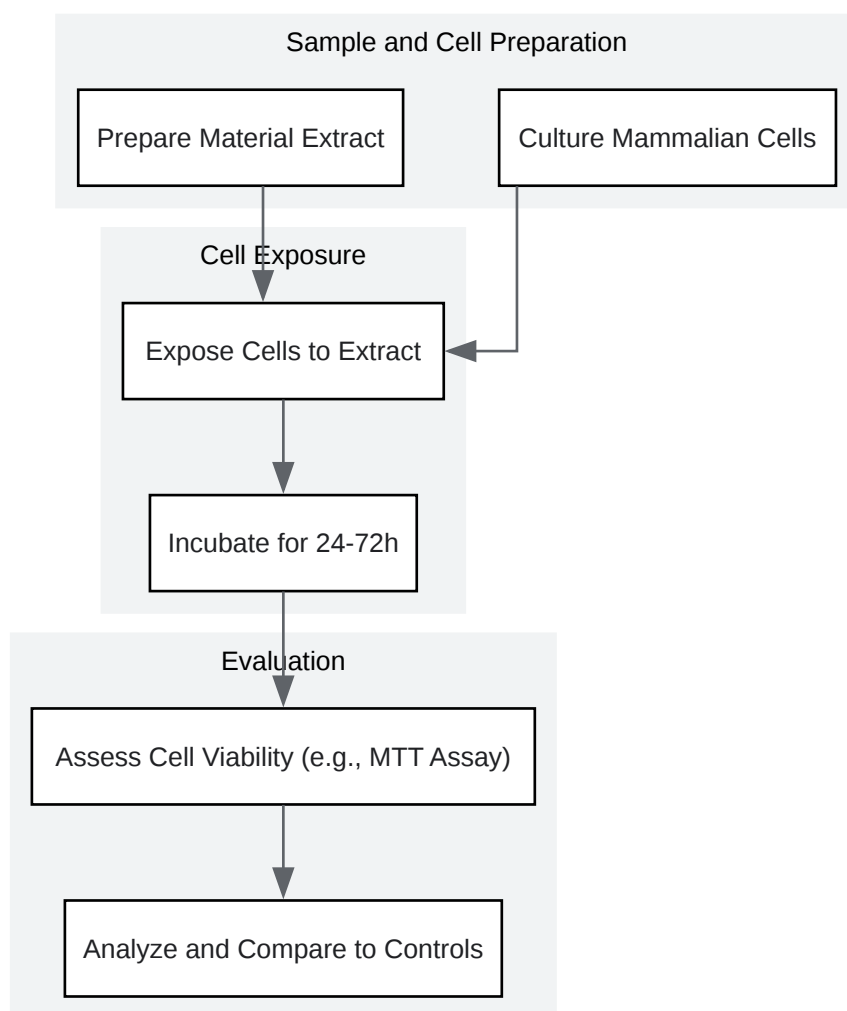 Sample and Cell Preparation
Prepare Material Extract
Culture Mammalian Cells
Cell Exposure
Expose Cells to Extract
Incubate for 24-72h
Evaluation
Assess Cell Viability (e.g., MTT Assay)
Analyze and Compare to Controls